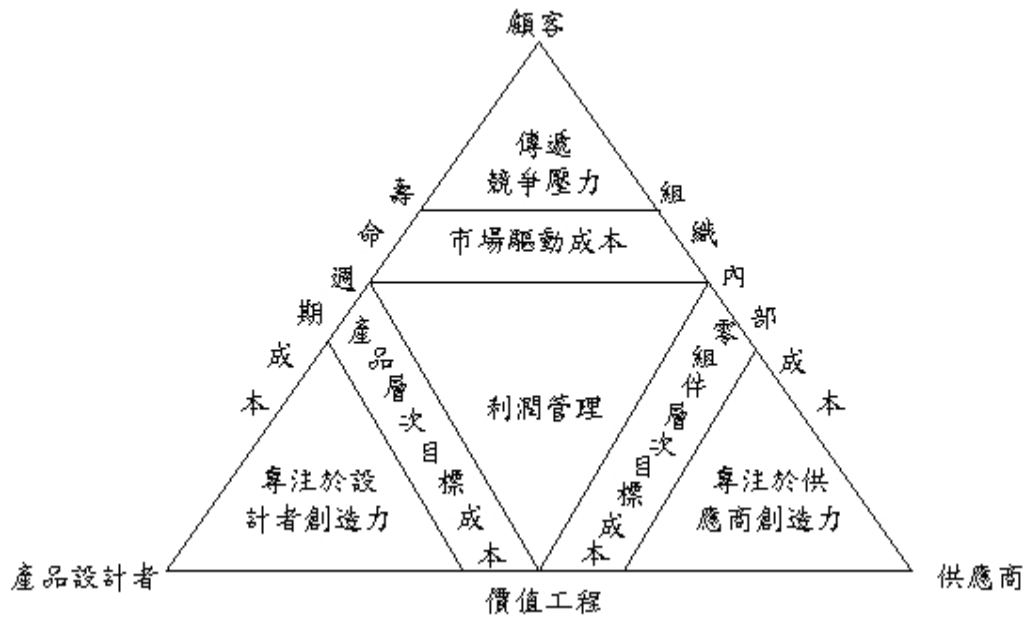 顧客
傳遞
競爭壓力
市場驅動成本
壽命週期成本
組織內部成本
產品層次目標成本
零組件層次目標成本
利潤管理
專注於設
計者創造力
專注於供
應商創造力
產品設計者
價值工程
供應商